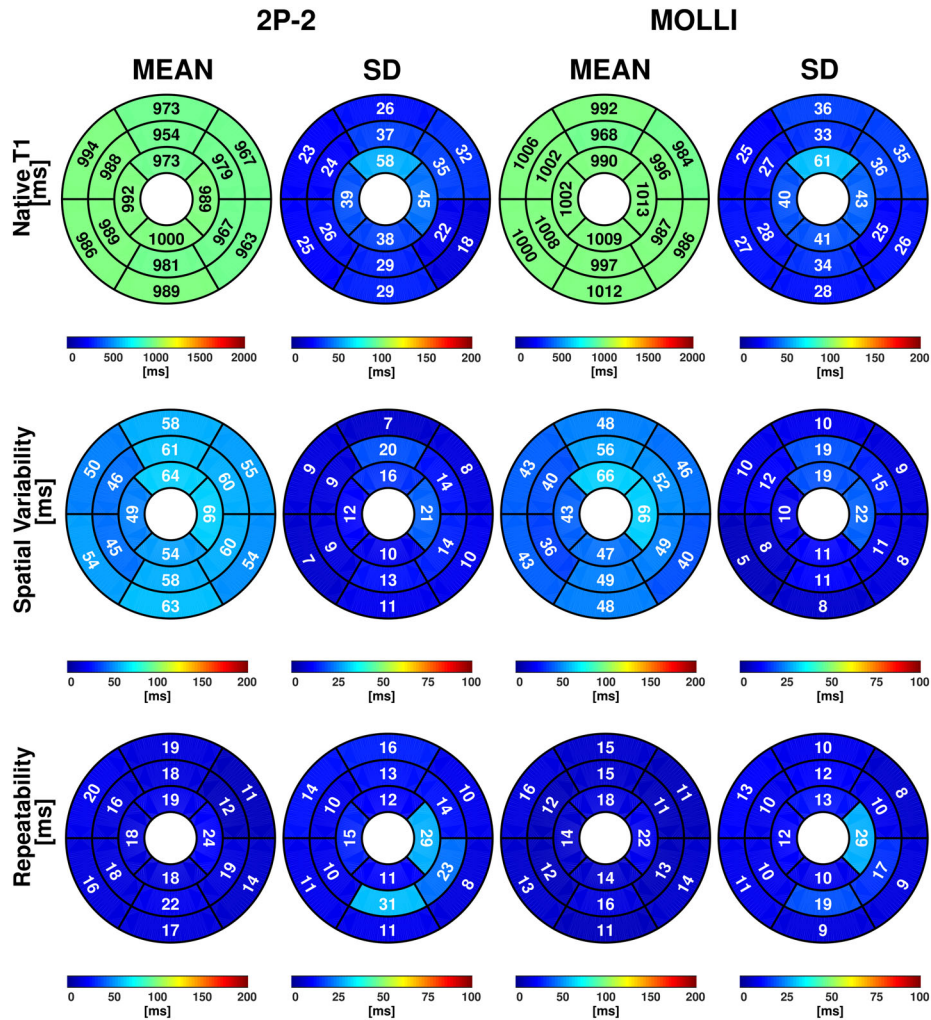 2P-2 MOLLI
MEAN SD MEAN SD
Native T1
[ms]
973 26 992 36
994 967 23 32 1006 984 25 35
954 37 968 33
988 979 24 35 1002 996 27 36
973 58 990 61
992 989 39 45 1002 1013 40 43
1000 38 1009 41
989 967 26 22 1008 987 28 25
981 29 997 34
986 963 25 18 1000 986 27 26
989 29 1012 28
0 500 1000 1500 2000 0 50 100 150 200 0 500 1000 1500 2000 0 50 100 150 200
[ms] [ms] [ms] [ms]
Spatial Variability
[ms]
58 7 48 10
50 55 9 8 43 46 10 9
61 20 56 19
46 60 9 40 52 12 15
64 16 66 19
49 66 12 21 43 66 10 22
54 10 47 11
45 60 14 36 49 8 11
58 13 49 11
54 54 7 10 43 40 5 8
63 11 48 8
0 50 100 150 200 0 25 50 75 100 0 50 100 150 200 0 25 50 75 100
[ms] [ms] [ms] [ms]
Repeatability
[ms]
19 16 15 10
20 11 14 16 11 13 8
18 13 15 12
16 12 10 14 12 11 10 10
19 12 18 13
18 24 15 29 14 22 12 29
18 11 14 10
18 19 10 23 12 13 10 17
22 31 16 19
16 14 11 8 13 14 11 9
17 11 11 9
0 50 100 150 200 0 25 50 75 100 0 50 100 150 200 0 25 50 75 100
[ms] [ms] [ms] [ms]